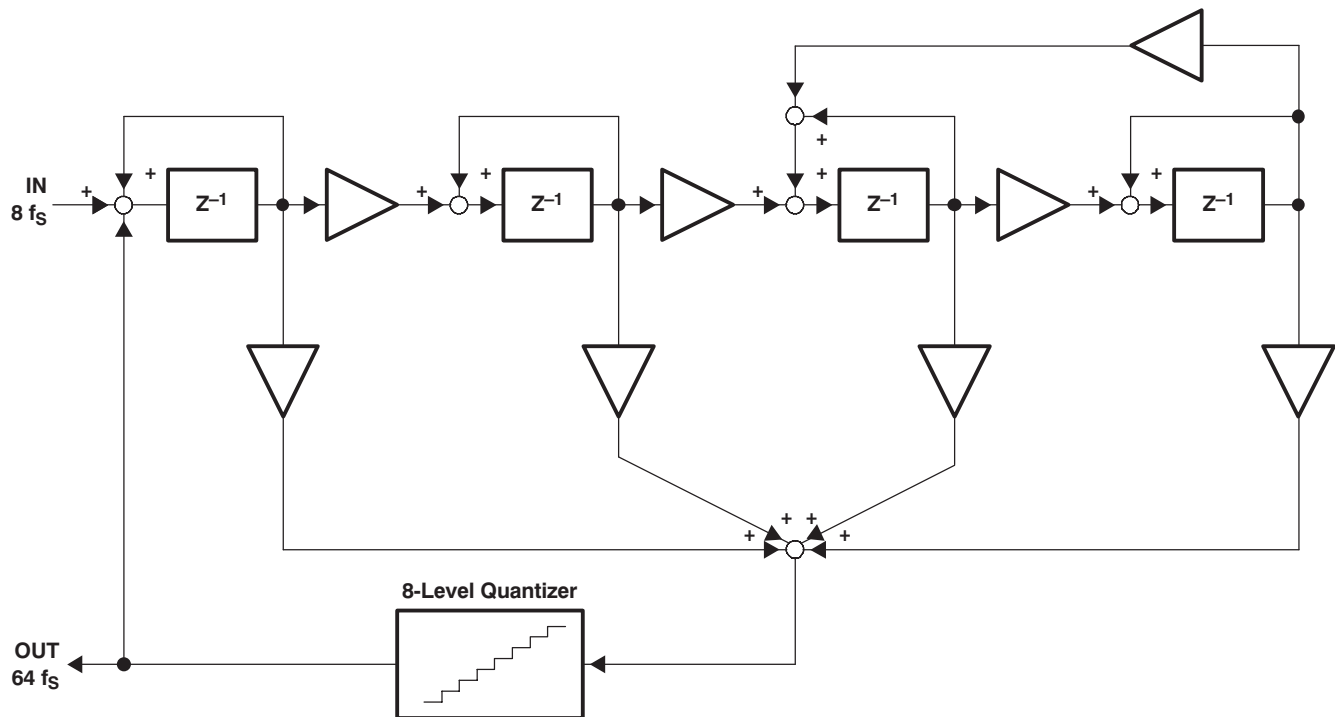 +
+ + + + + + + +
IN
8 fS
Z–1 Z–1 Z–1 Z–1
+ + + +
8-Level Quantizer
OUT
64 fS